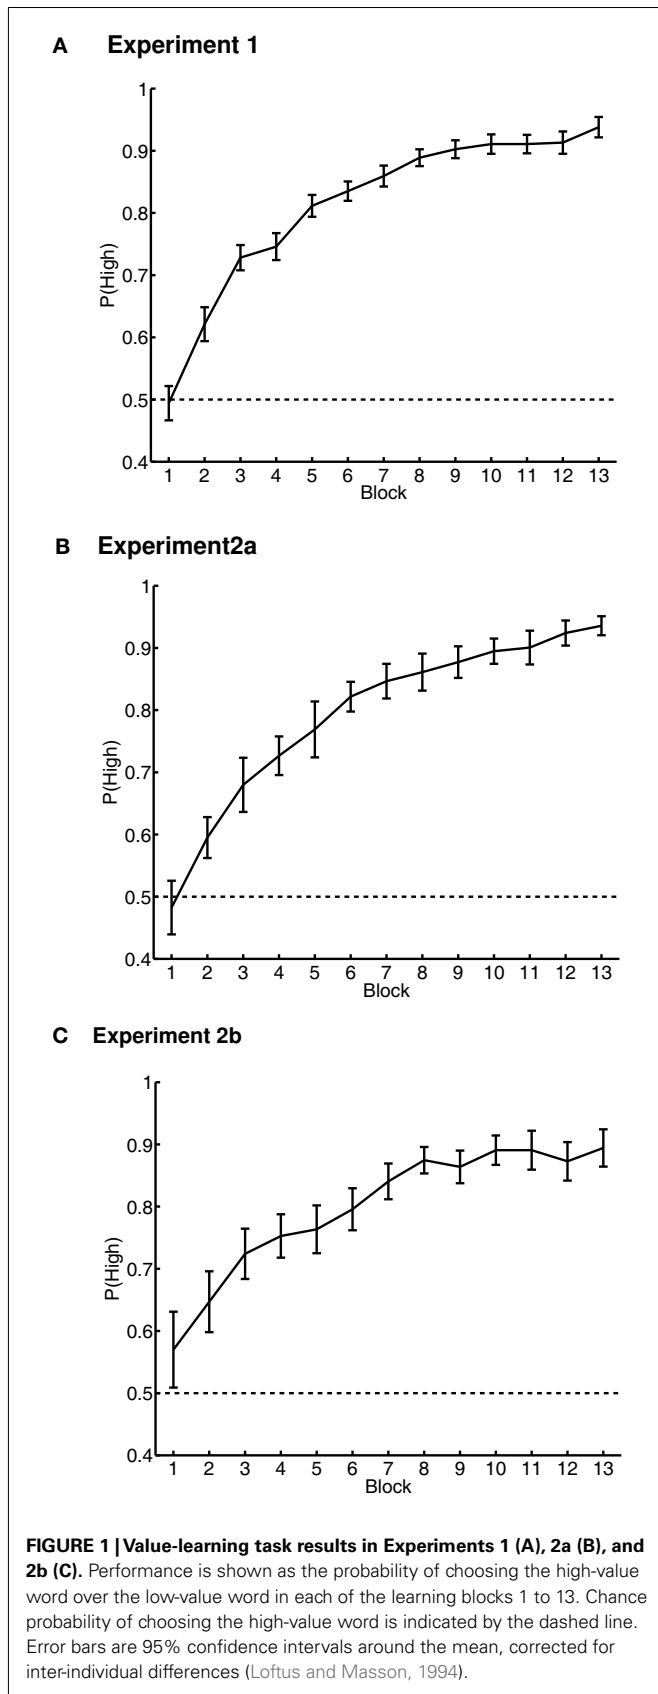 A Experiment 1
1
0.9
0.8
0.7
0.6
0.5
0.4
P(High)
1 2 3 4 5 6 7 8 9 10 11 12 13
Block
B Experiment2a
1
0.9
0.8
0.7
0.6
0.5
0.4
P(High)
1 2 3 4 5 6 7 8 9 10 11 12 13
Block
C Experiment 2b
1
0.9
0.8
0.7
0.6
0.5
0.4
P(High)
1 2 3 4 5 6 7 8 9 10 11 12 13
Block
FIGURE 1 | Value-learning task results in Experiments 1 (A), 2a (B), and
2b (C). Performance is shown as the probability of choosing the high-value
word over the low-value word in each of the learning blocks 1 to 13. Chance
probability of choosing the high-value word is indicated by the dashed line.
Error bars are 95% confidence intervals around the mean, corrected for
inter-individual differences (Loftus and Masson, 1994).